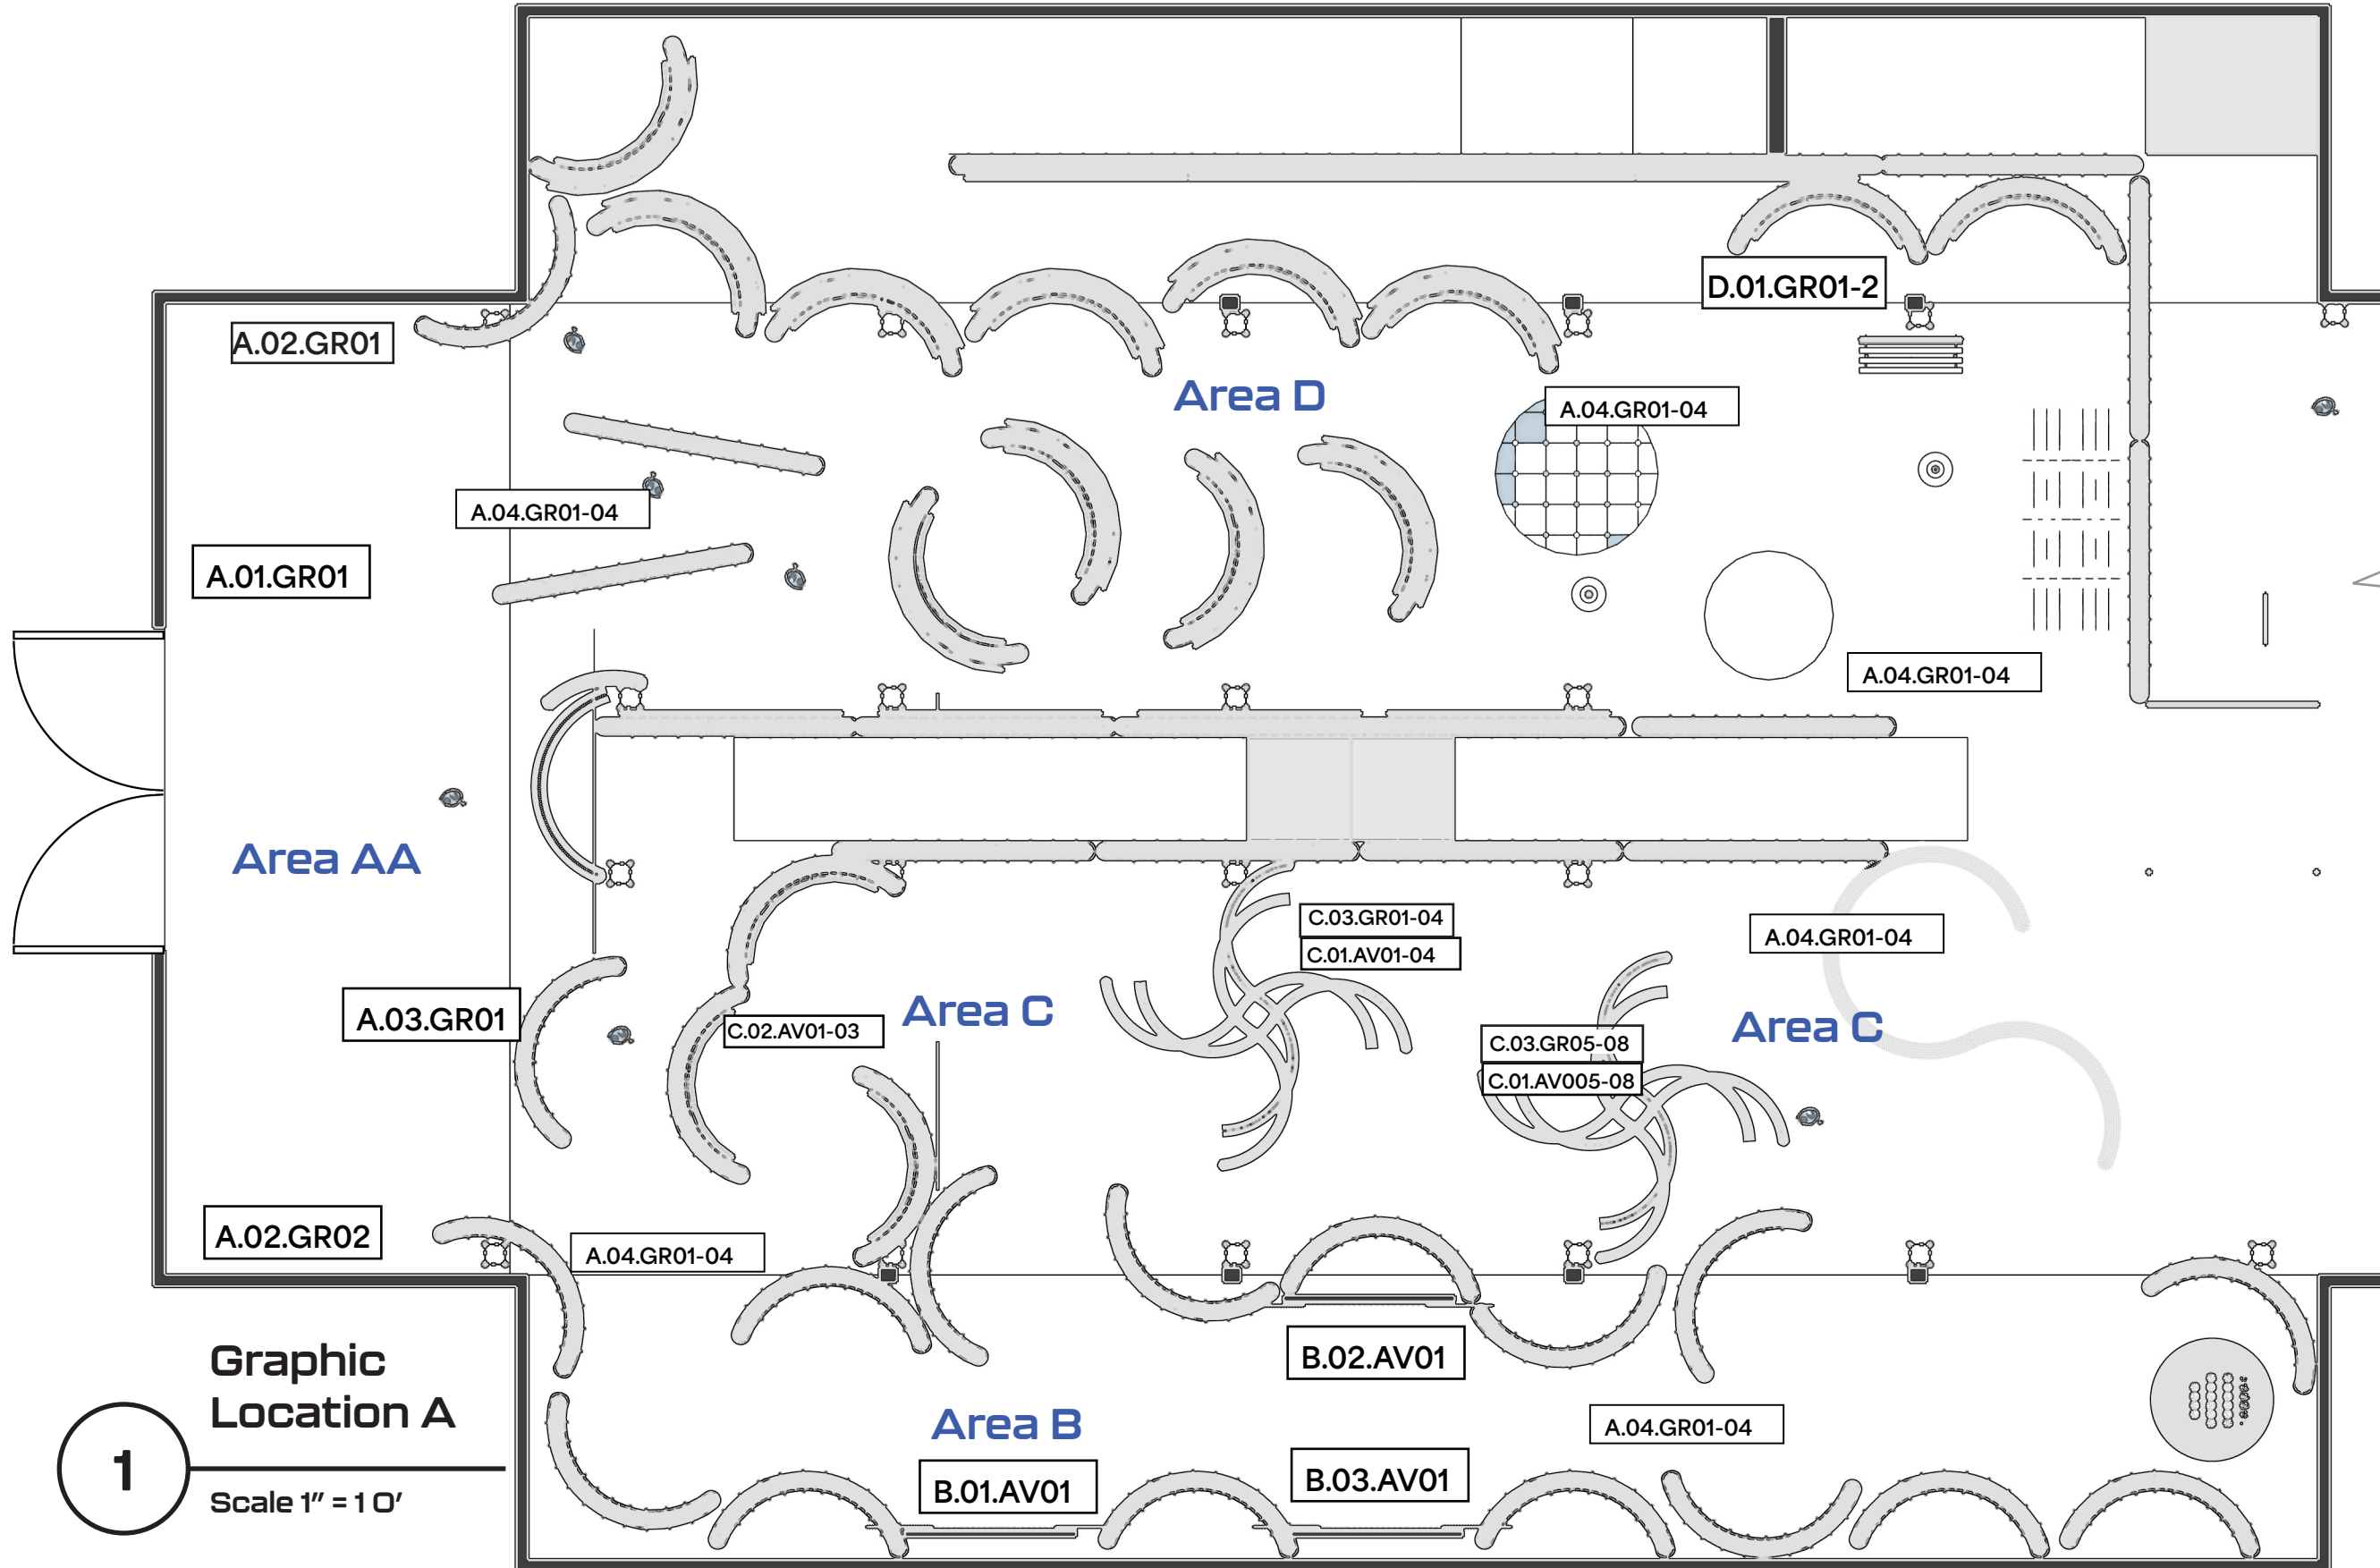 D.01.GR01-2
A.02.GR01
Area D
A.04.GR01-04
A.04.GR01-04
A.01.GR01
A.04.GR01-04
Area AA
C.03.GR01-04
A.04.GR01-04
C.01.AV01-04
A.03.GR01
Area C
C.02.AV01-03
Area C
C.03.GR05-08
C.01.AV005-08
A.02.GR02
A.04.GR01-04
B.02.AV01
Graphic
Location A
Area B
A.04.GR01-04
1
B.03.AV01
B.01.AV01
Scale 1" = 10'